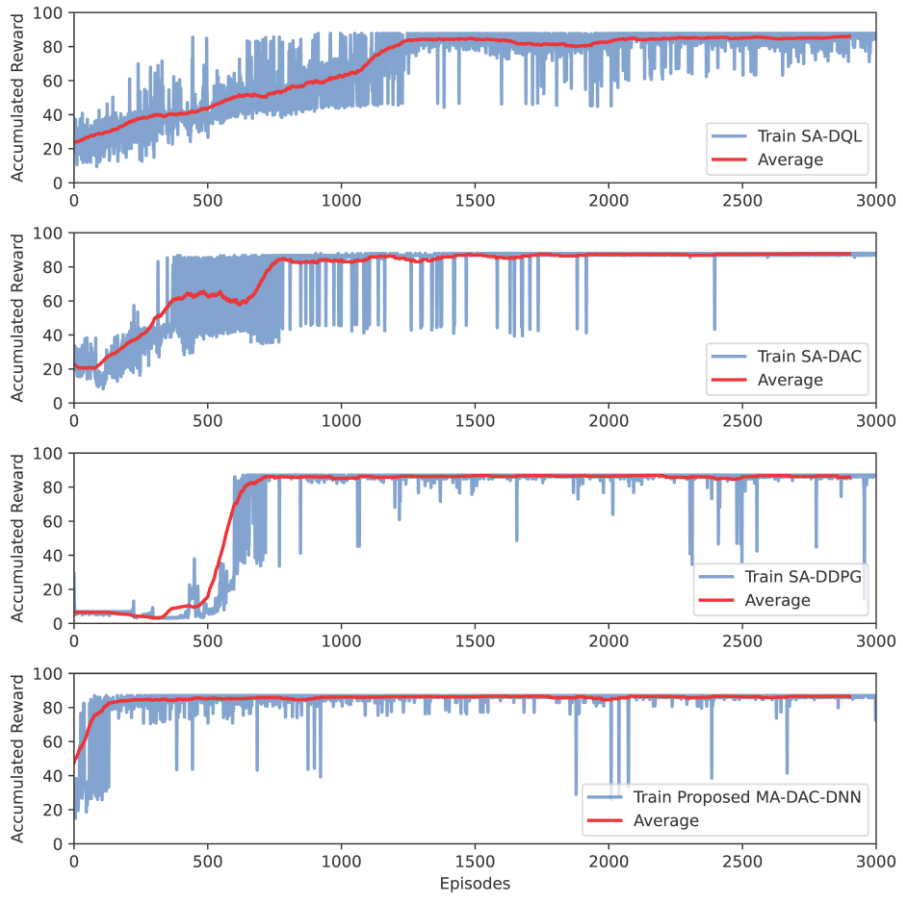 Accumulated Reward
100
80
60
40
20
0
Train SA-DQL
Average
0 500 1000 1500 2000 2500 3000
Accumulated Reward
100
80
60
40
20
0
Train SA-DAC
Average
0 500 1000 1500 2000 2500 3000
Accumulated Reward
100
80
60
40
20
0
Train SA-DDPG
Average
0 500 1000 1500 2000 2500 3000
Accumulated Reward
100
80
60
40
20
0
Train Proposed MA-DAC-DNN
Average
0 500 1000 1500 2000 2500 3000
Episodes